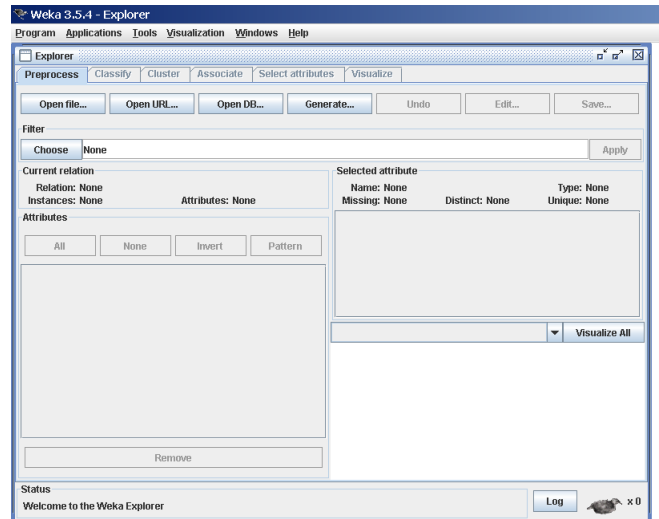 Weka 3.5.4 - Explorer
Program Applications Tools Visualization Windows Help
Explorer
Preprocess Classify Cluster Associate Select attributes Visualize
Open file... Open URL... Open DB... Generate... Undo Edit... Save...
Filter
Choose None Apply
Current relation
Relation: None
Instances: None Attributes: None
Selected attribute
Name: None Type: None
Missing: None Distinct: None Unique: None
Attributes
All None Invert Pattern
Visualize All
Remove
Status
Welcome to the Weka Explorer
Log x 0